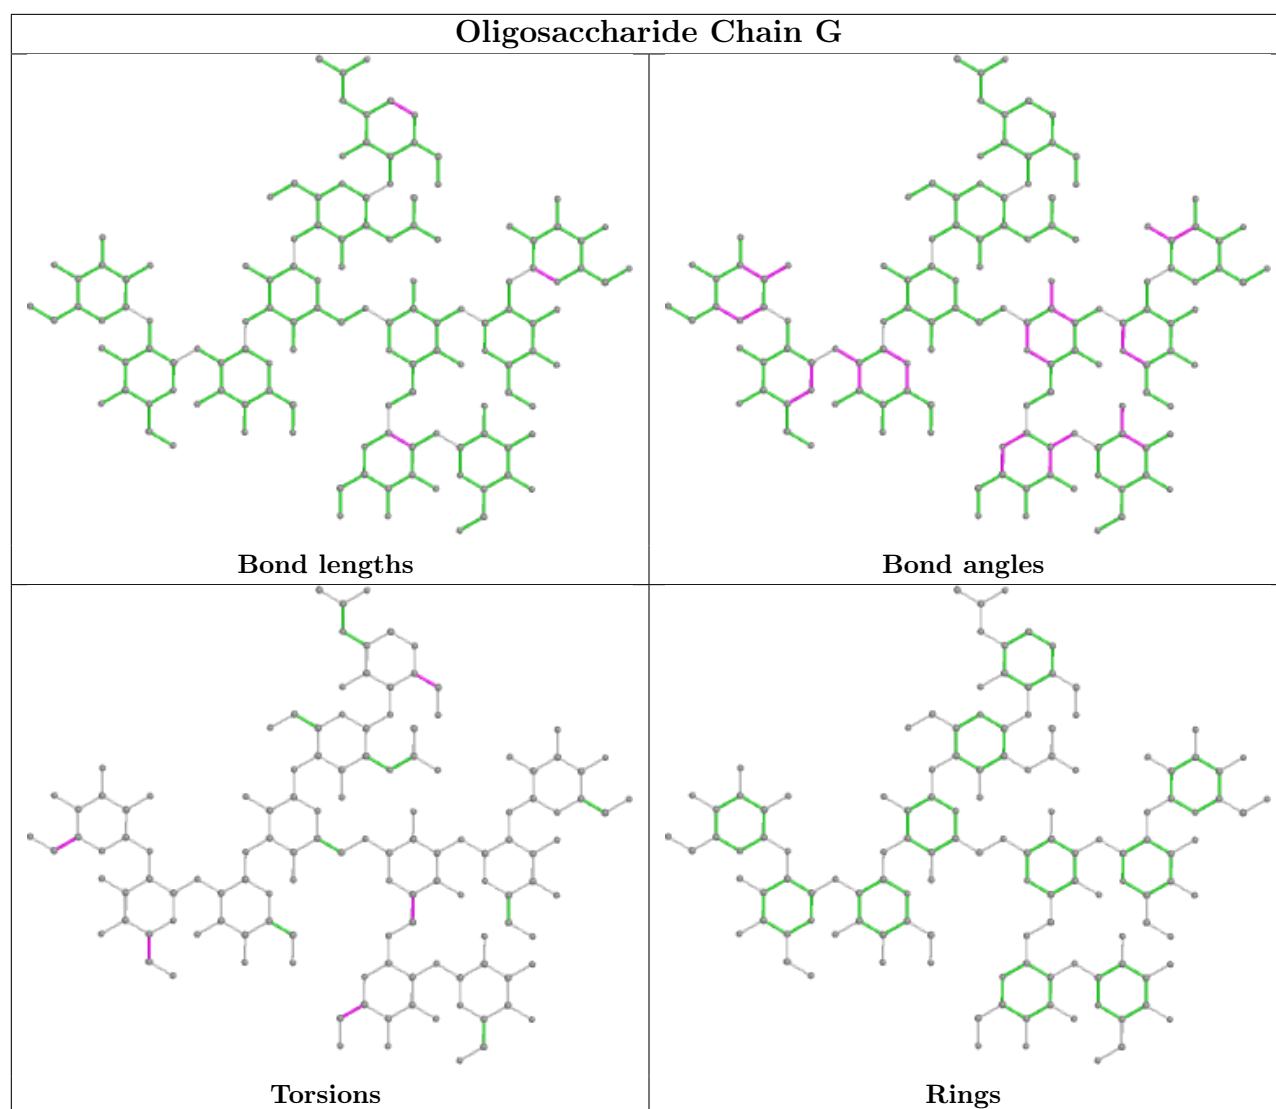 Oligosaccharide Chain G
Bond lengths
Bond angles
Torsions
Rings